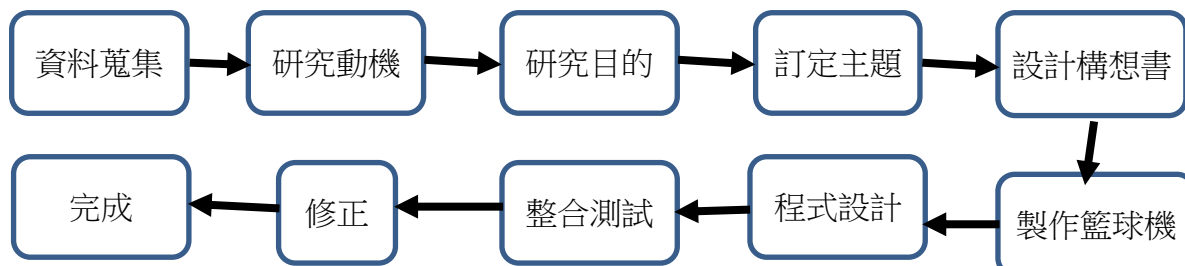 資料蒐集
研究動機
研究目的
訂定主題
設計構想書
製作籃球機
程式設計
整合測試
修正
完成